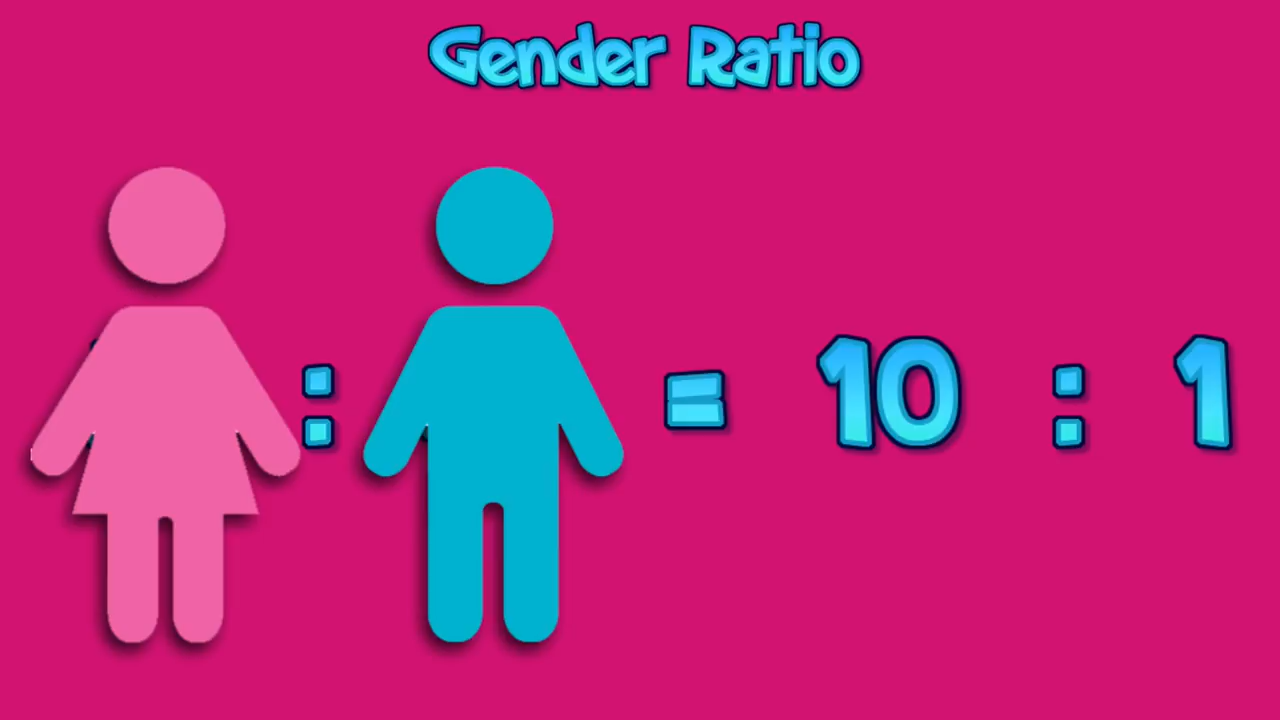 Gender Ratio
: = 10 : 1